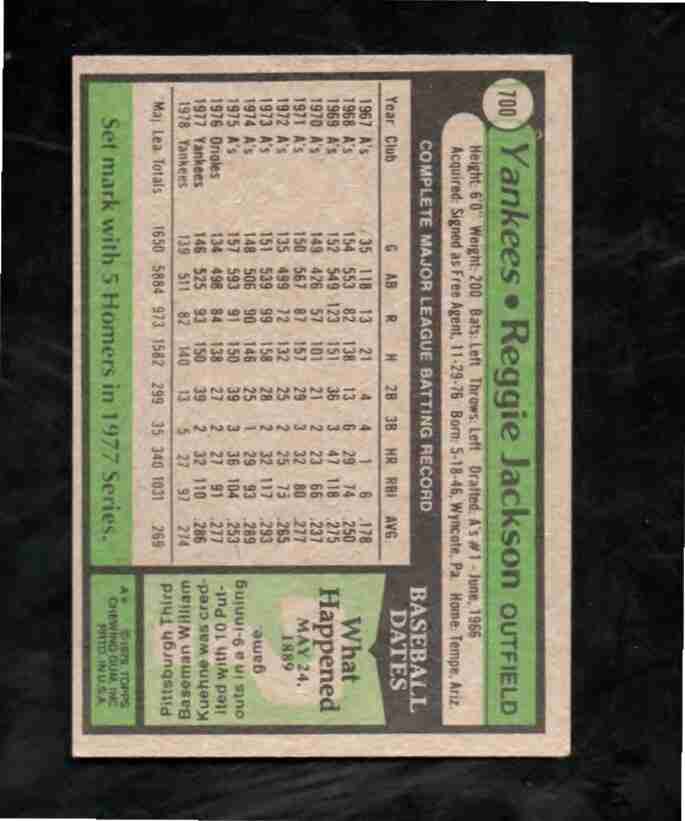 700
Yankees • Reggie Jackson OUTFIELD
Height: 6'0" Weight: 200 Bats: Left Throws: Left Drafted: A's #1 - June, 1966
Acquired: Signed as Free Agent, 11-29-76 Born: 5-18-46, Wyncote, Pa. Home: Tempe, Ariz.
COMPLETE MAJOR LEAGUE BATTING RECORD
Year Club G AB R H 2B 3B HR RBI AVG.
1967 A's 35 118 13 21 4 4 1 6 .178
1968 A's 154 553 82 138 13 6 29 74 .250
1969 A's 152 549 123 151 36 3 47 118 .275
1970 A's 149 426 57 101 21 2 23 66 .237
1971 A's 150 567 87 157 29 3 32 80 .277
1972 A's 135 499 72 132 25 2 25 75 .265
1973 A's 151 539 99 158 28 2 32 117 .293
1974 A's 148 506 90 146 25 1 29 93 .289
1975 A's 157 593 91 150 39 3 36 104 .253
1976 Orioles 134 498 84 138 27 2 27 91 .277
1977 Yankees 146 525 93 150 39 2 32 110 .286
1978 Yankees 139 511 82 140 13 5 27 97 .274
Maj. Lea. Totals 1650 5884 973 1582 299 35 340 1031 .269
Set mark with 5 Homers in 1977 Series.
BASEBALL
DATES
What
Happened
MAY 24,
1889
Pittsburgh Third
Baseman William
Kuehne was cred-
ited with 10 Put-
outs in a 9-inning
game.
A* ©1979 TOPPS
CHEWING GUM, INC.
PRTD. IN U.S.A.